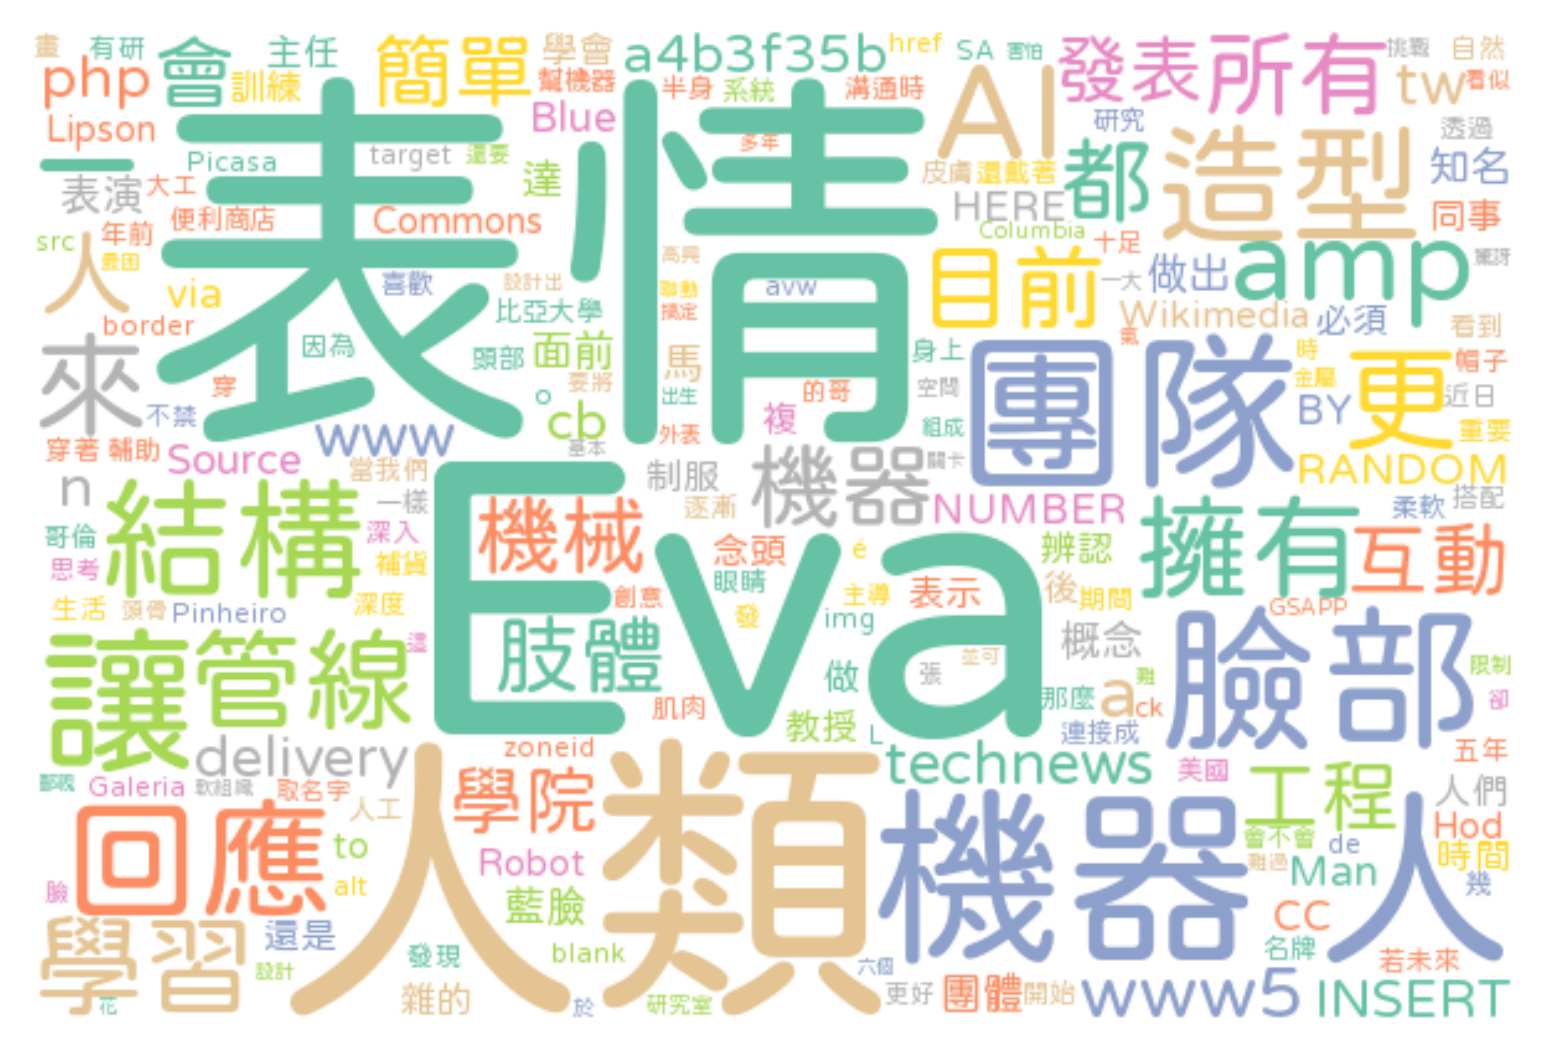 畫 有研 會 主任 簡單 學會 a4b3f35b href SA 害怕 發表 所有 挑戰 自然
php 訓練 幫機器 半身 系統 溝通時 AI tw 看似
Lipson Blue 研究 透過
一 Picasa target 還要 多年 都 造型 知名
表演 大工 達 皮膚 還戴著
便利商店 Commons 表情 HERE 同事
src 年前 Columbia 十足
人 最困 高興 目前 一大 做出 amp 驚訝
via 喜歡 設計出 聯動 avw
border 比亞大學 搞定 Wikimedia 必須 看到
來 因為 頭部 面前 馬 身上 團隊 氣 時 更 帽子
穿 要將 出生 的哥 空間 金屬 近日
不禁 o cb 複 組成 BY 重要
穿著 輔助 www 基本 外表
Source 當我們 制服 機器 關卡 RANDOM
n 結構 一樣 逐漸 NUMBER 擁有 柔軟 搭配
哥倫 深入 機械 念頭 é 辨認 互動
思考 補貨 眼睛
生活 頭骨 Pinheiro 深度 Eva 創意 發 主導 表示 後 期間 GSAPP
讓 管線 這 肢體 img 概念 臉部 限制
張 並可 做 那麼 a 難 ck 卻
肌肉 教授 L 連接成
delivery zoneid technews 美國 五年
Galeria 軟組織 取名字 人工 學院 工程 人們
回應 to 人類 機器人 會不會 de Hod
臉 alt Robot 藍臉 難過 Man 時間 幾
學習 還是 CC
設計 發現 blank 六個 名牌 若未來
花 雜的 於 研究室 更好 團體 開始 www5 INSERT